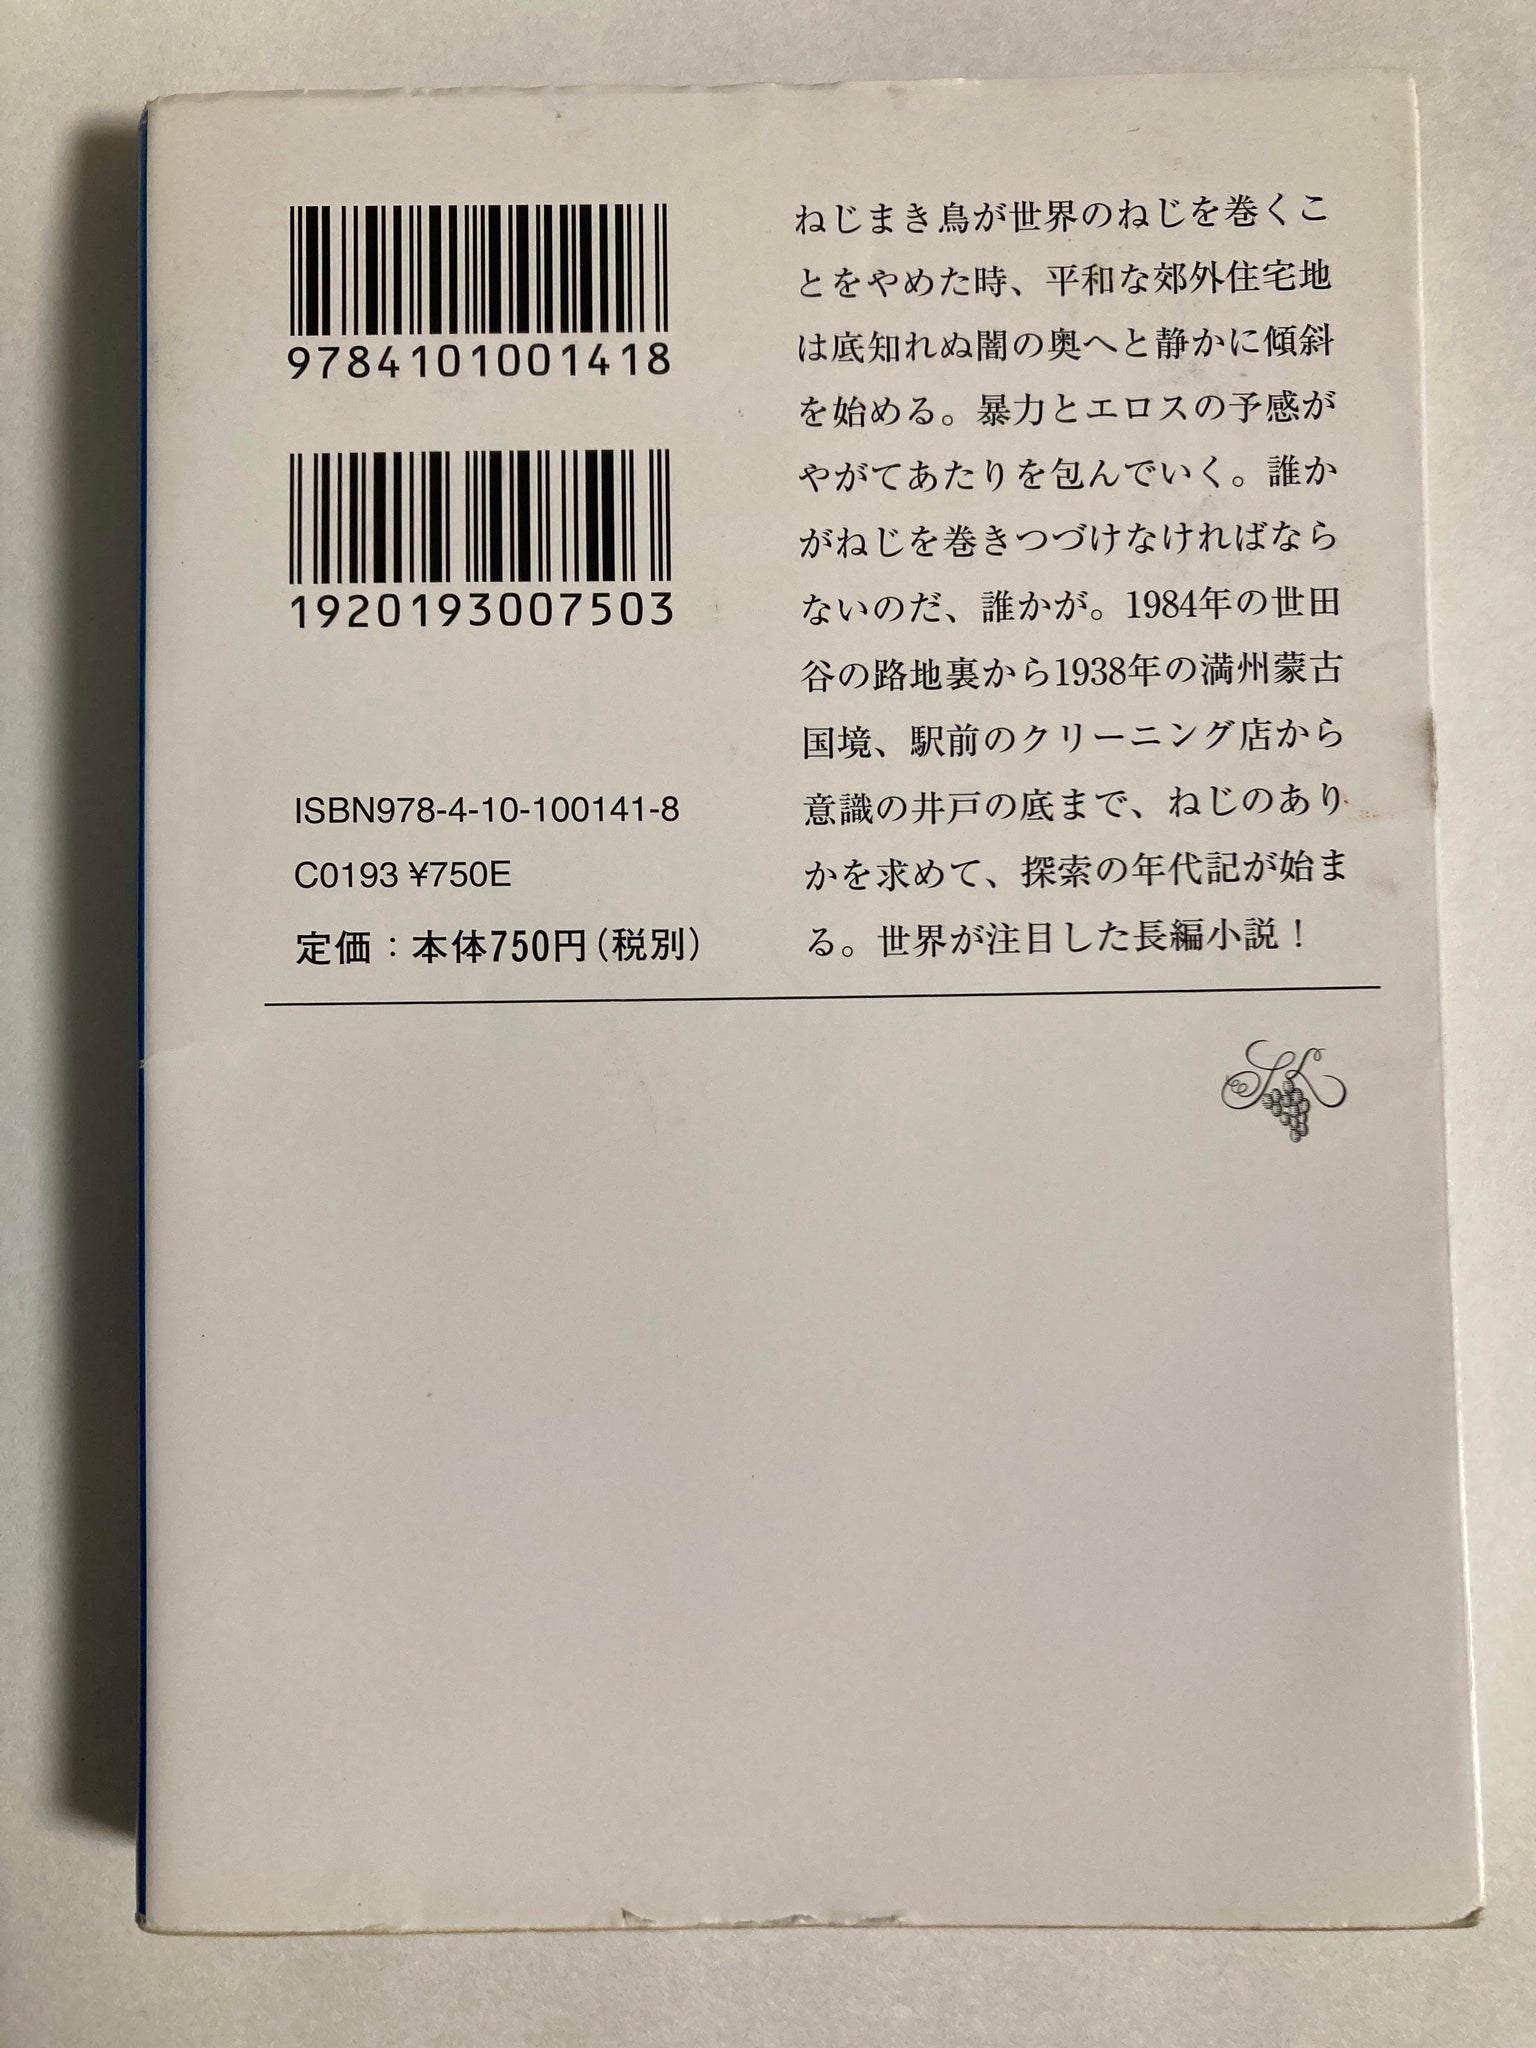 9784101001418
1920193007503
ISBN978-4-10-100141-8
C0193 ¥750E
定価：本体750円（税別）
ねじまき鳥が世界のねじを巻くこ
とをやめた時、平和な郊外住宅地
は底知れぬ闇の奥へと静かに傾斜
を始める。暴力とエロスの予感が
やがてあたりを包んでいく。誰か
がねじを巻きつづけなければなら
ないのだ、誰かが。1984年の世田
谷の路地裏から1938年の満州蒙古
国境、駅前のクリーニング店から
意識の井戸の底まで、ねじのあり
かを求めて、探索の年代記が始ま
る。世界が注目した長編小説！